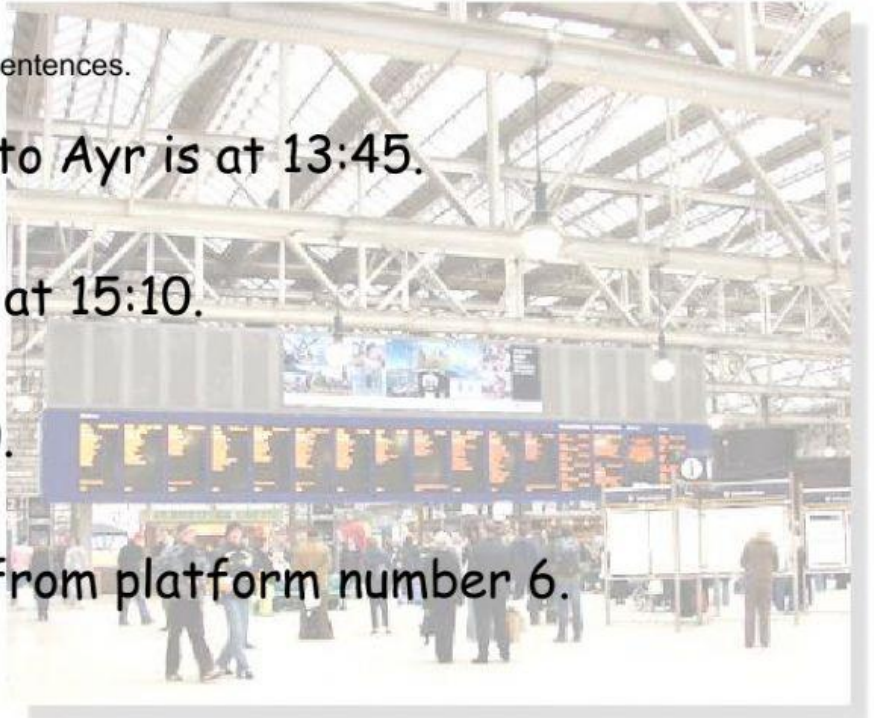 entences.
to Ayr is at 13:45.
at 15:10.
.
from platform number 6.